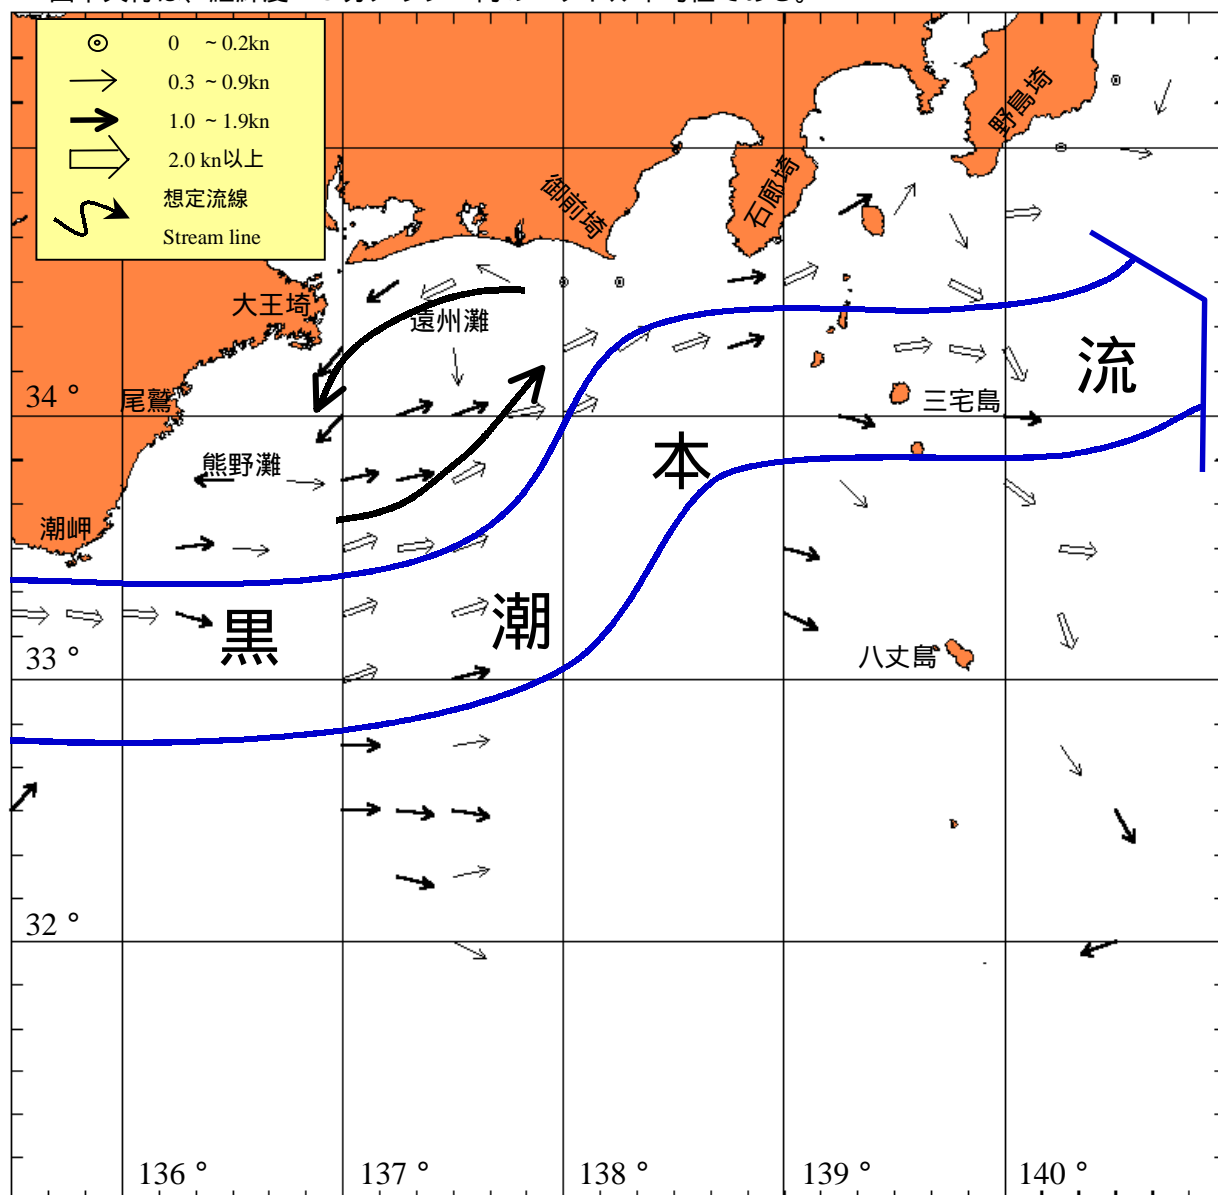 0 ~ 0.2kn
0.3 ~ 0.9kn
1.0 ~ 1.9kn
2.0 kn以上
想定流線
Stream line
野島埼
石廊埼
御前埼
大王埼
遠州灘
尾鷲
34 °
三宅島
流
本
熊野灘
潮岬
黒
潮
33 °
八丈島
32 °
136 °
137 °
138 °
139 °
140 °